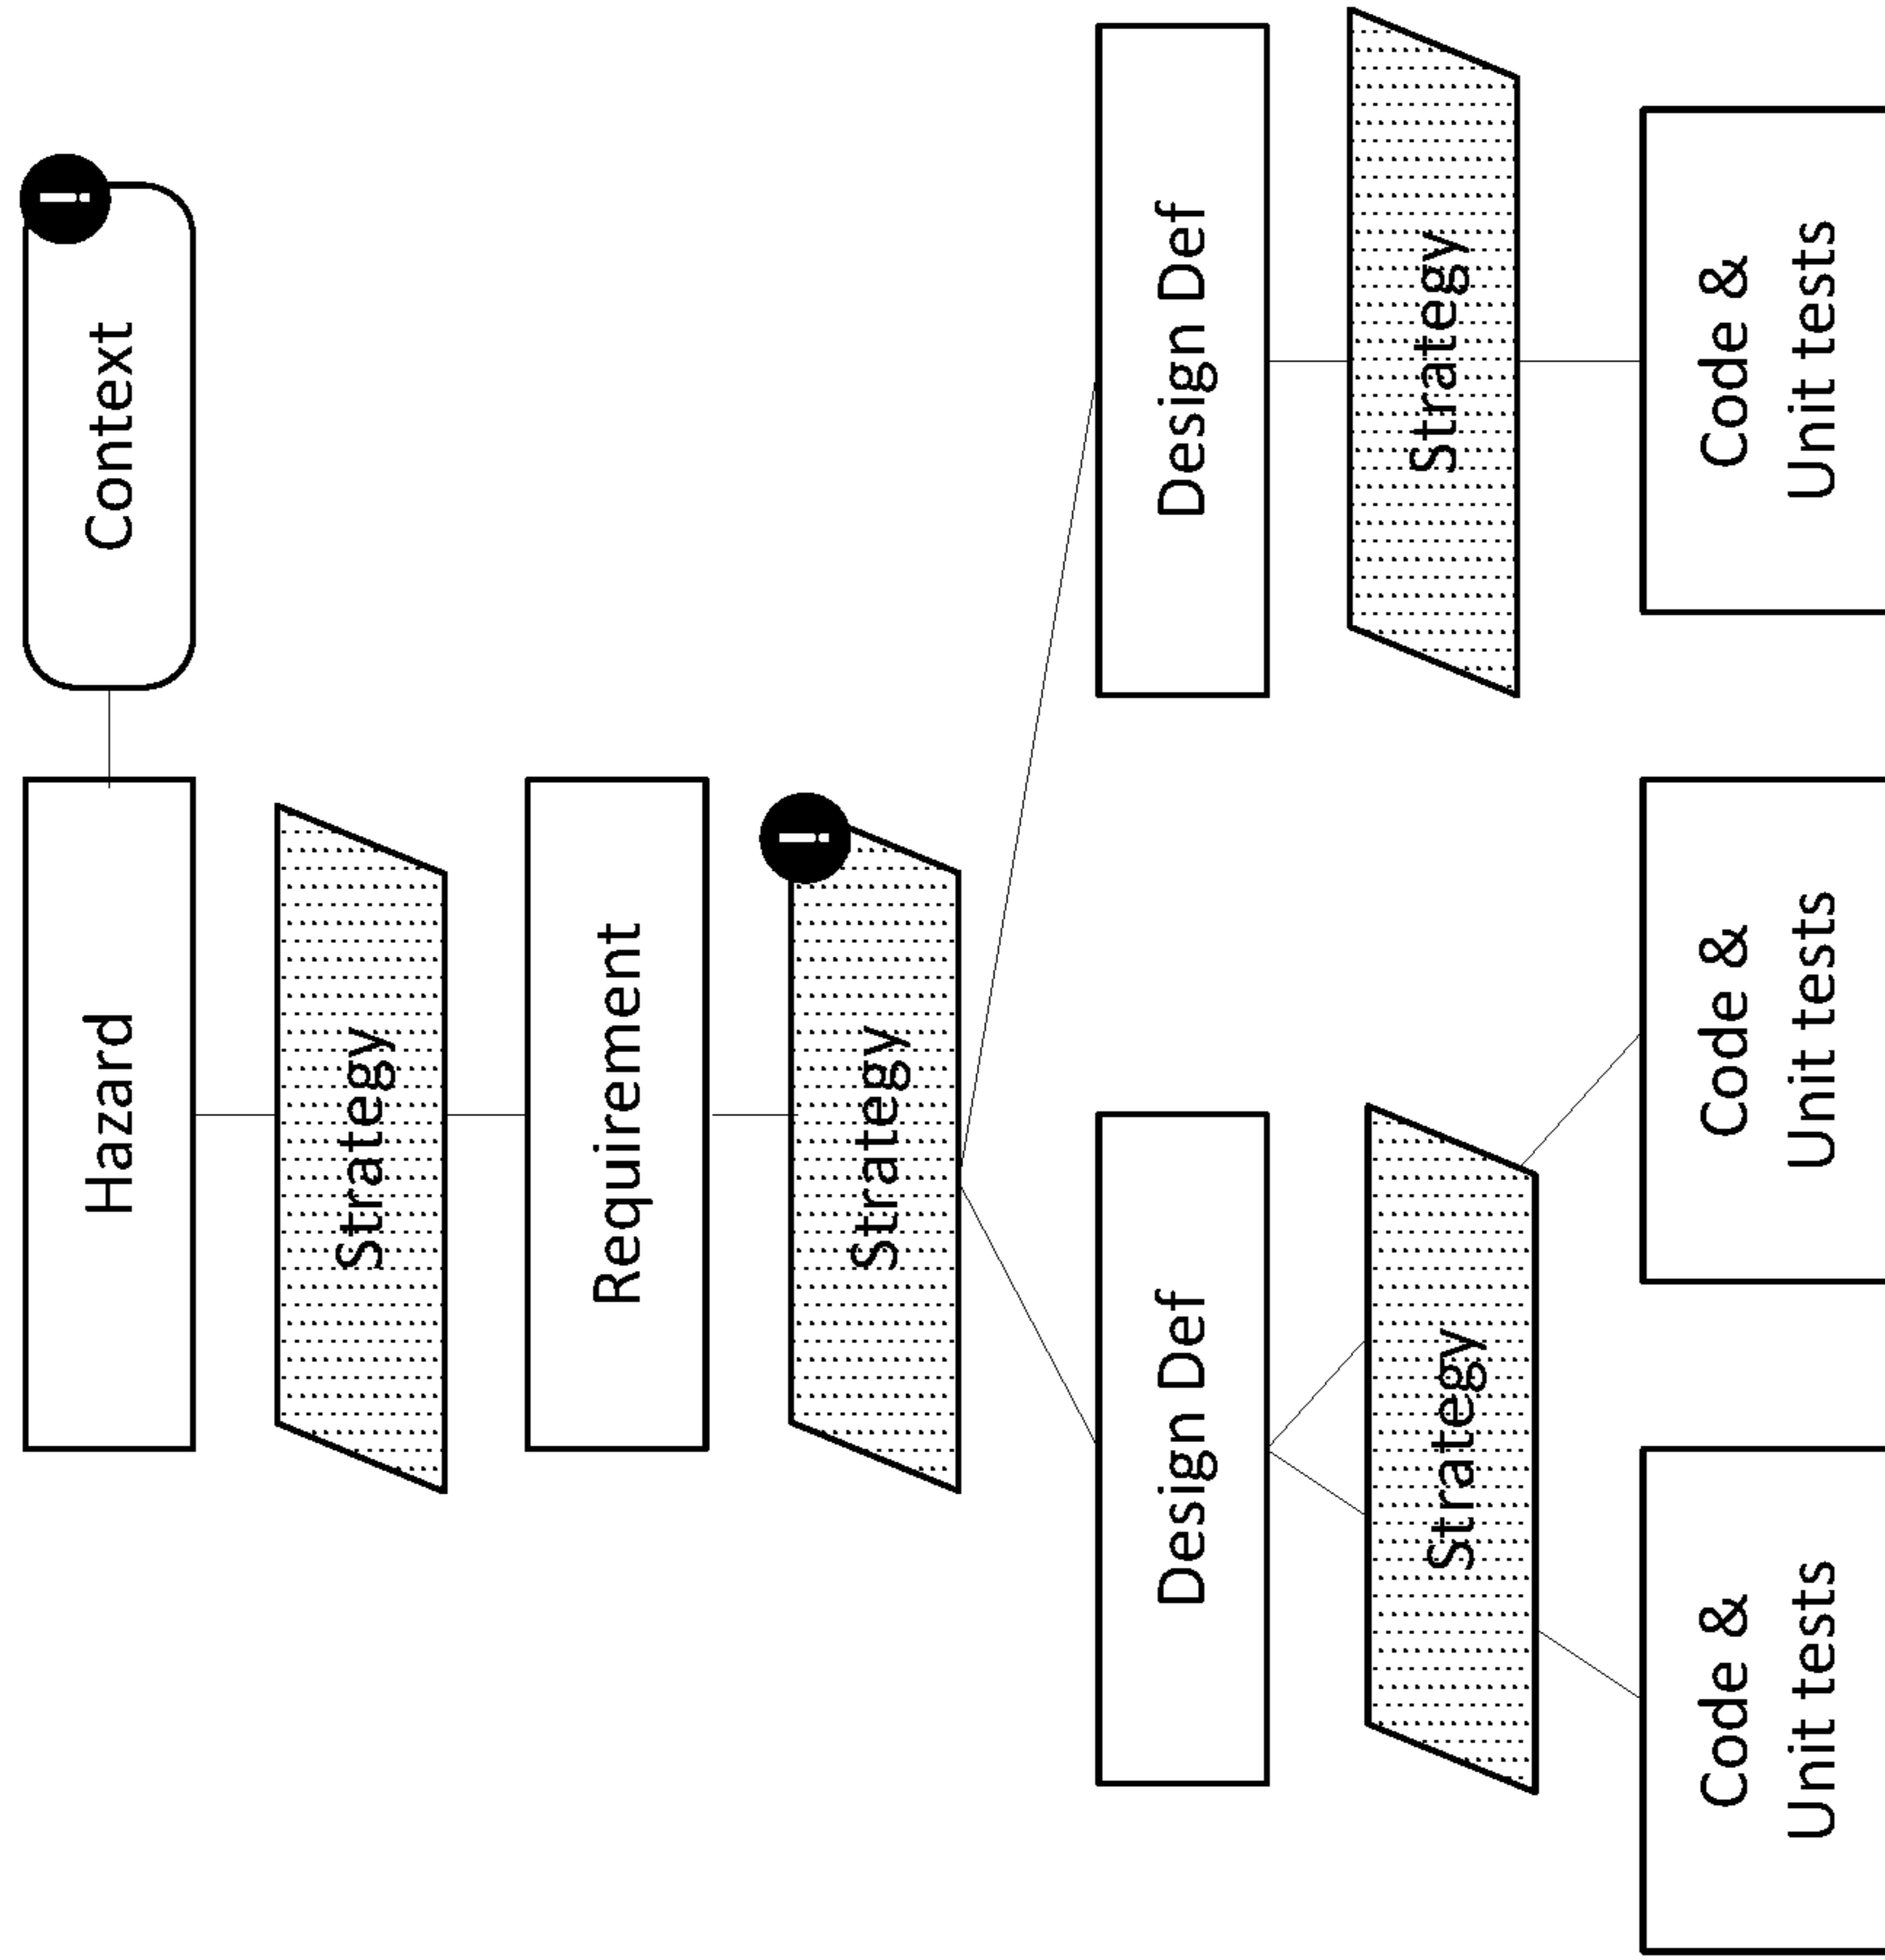 Hazard
Context
!
Strategy
Requirement
Strategy
!
Design Def
Design Def
Strategy
Strategy
Code &
Unit tests
Code &
Unit tests
Code &
Unit tests